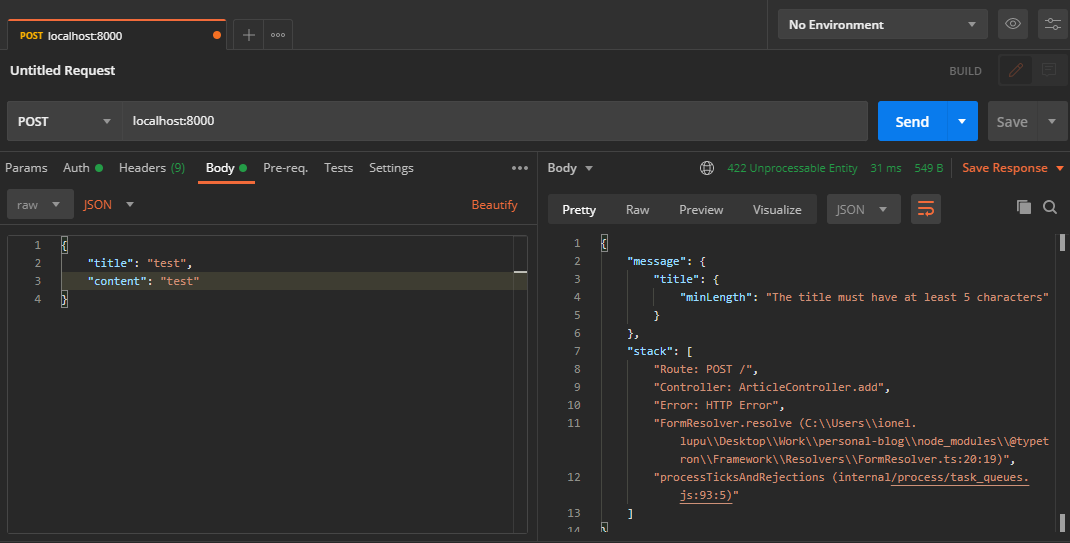 POST localhost:8000
No Environment
Untitled Request
BUILD
POST
localhost:8000
Send
Save
Params
Auth
Headers (9)
Body
Pre-req.
Tests
Settings
raw
JSON
Beautify
1 {
2 "title": "test",
3 "content": "test"
4 }
Body
422 Unprocessable Entity
31 ms
549 B
Save Response
Pretty
Raw
Preview
Visualize
JSON
1 {
2 "message": {
3 "title": {
4 "minLength": "The title must have at least 5 characters"
5 }
6 },
7 "stack": [
8 "Route: POST /",
9 "Controller: ArticleController.add",
10 "Error: HTTP Error",
11 "FormResolver.resolve (C:\\Users\\ionel.
lupu\\Desktop\\Work\\personal-blog\\node_modules\\@typet
ron\\Framework\\Resolvers\\FormResolver.ts:20:19)",
12 "processTicksAndRejections (internal/process/task_queues.
js:93:5)"
13 ]
14 }